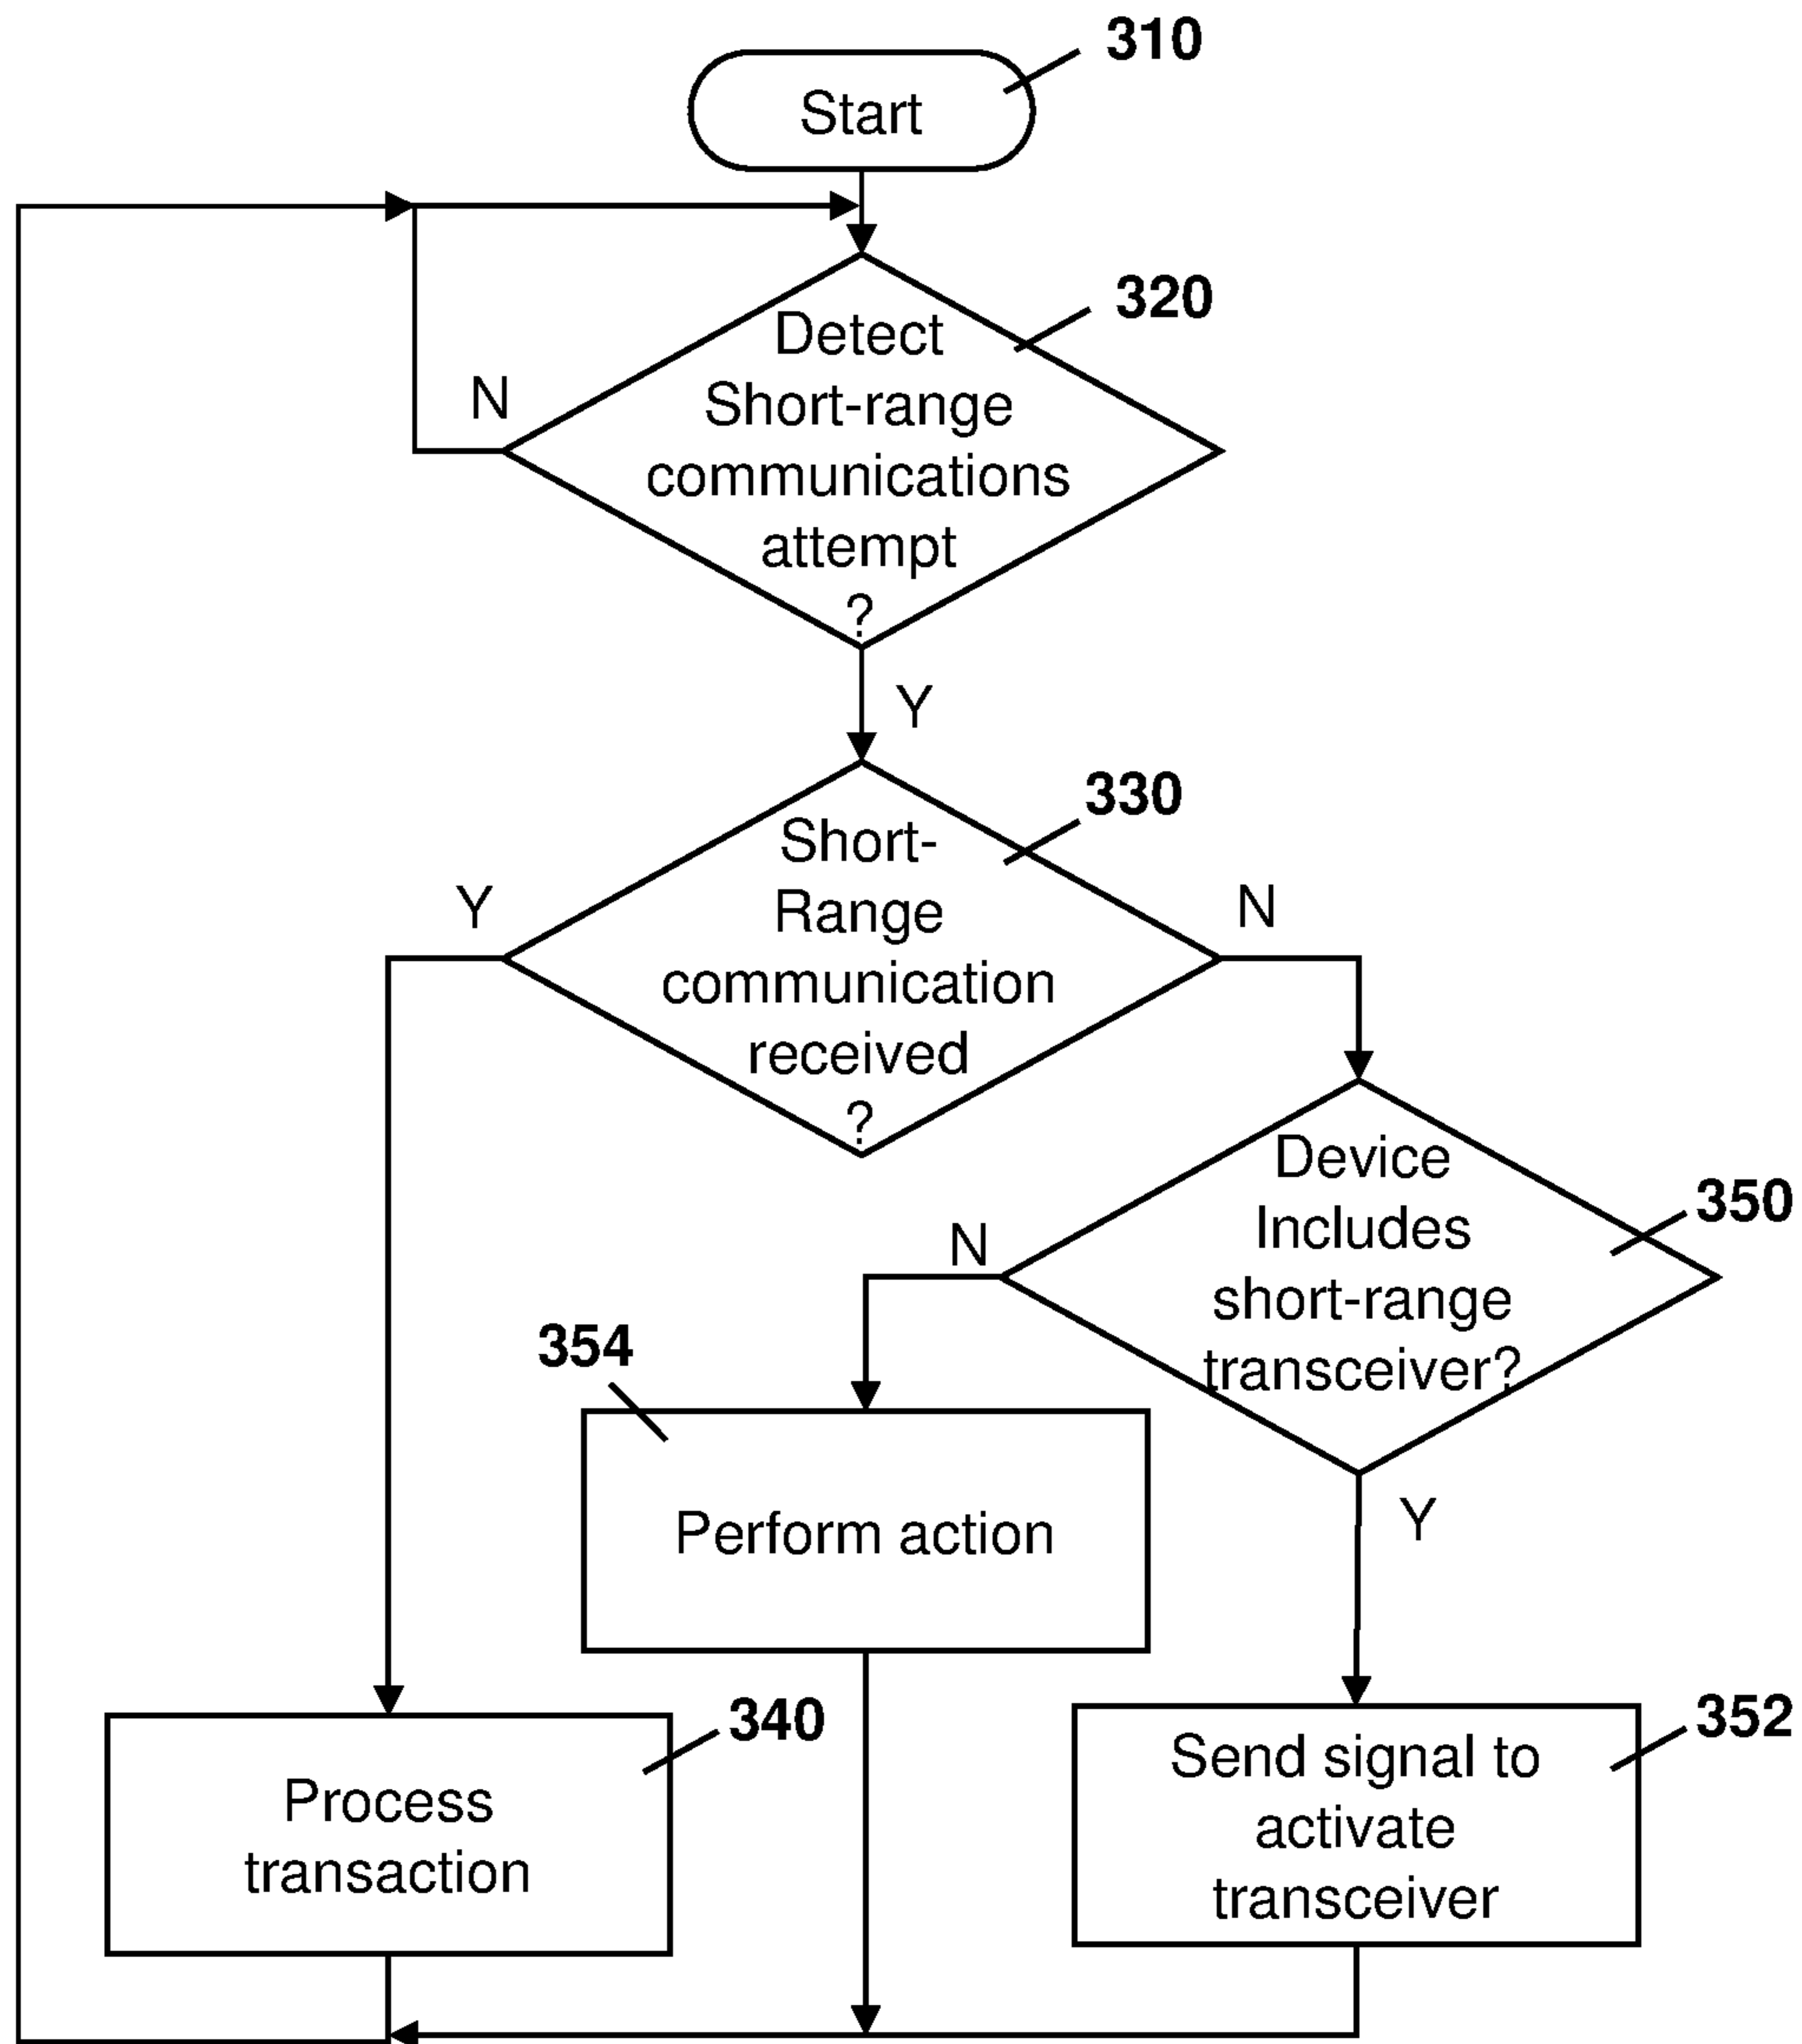 310
Start
320
Detect
Short-range
communications
attempt
?
N
Y
330
Short-
Range
communication
received
?
Y
N
350
Device
Includes
short-range
transceiver?
N
Y
354
Perform action
340
Process
transaction
352
Send signal to
activate
transceiver